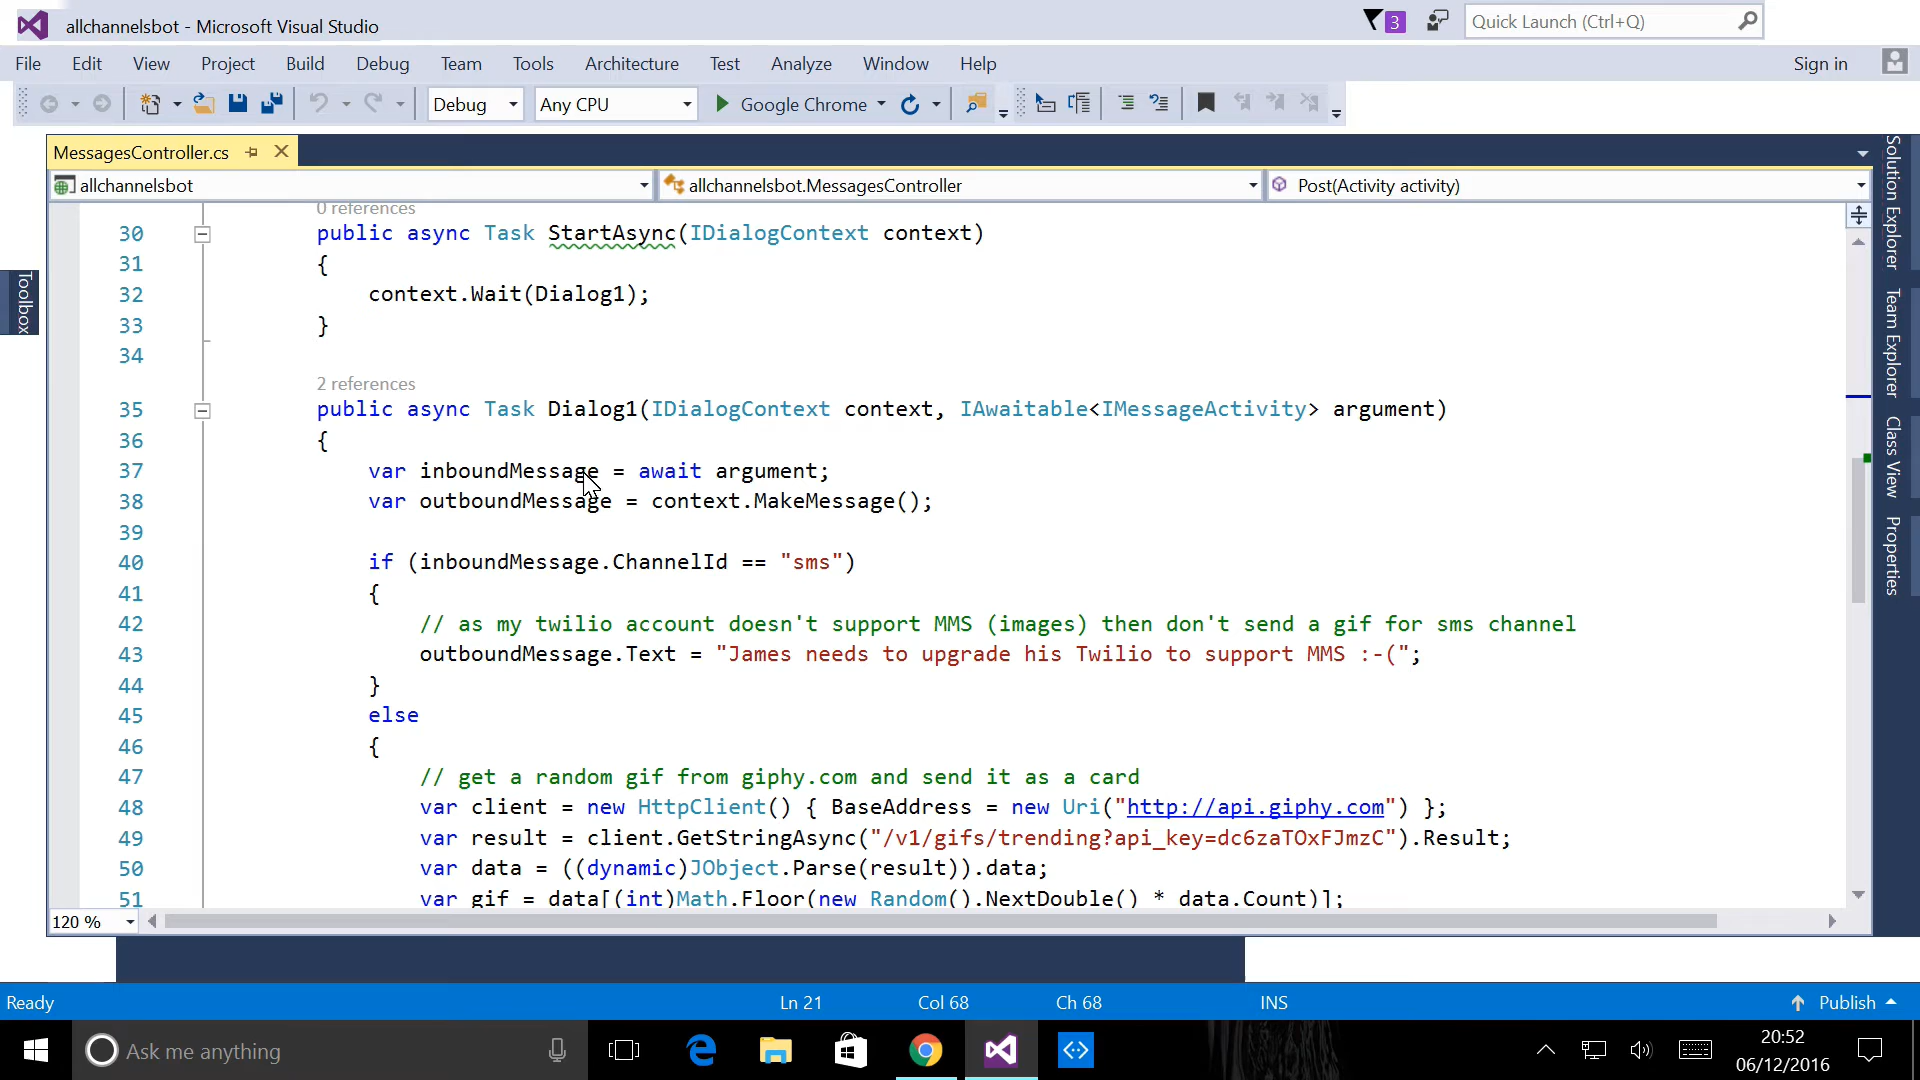 allchannelsbot - Microsoft Visual Studio
3
Quick Launch (Ctrl+Q)
File Edit View Project Build Debug Team Tools Architecture Test Analyze Window Help
Sign in
Debug
Any CPU
Google Chrome
MessagesController.cs
allchannelsbot
allchannelsbot.MessagesController
Post(Activity activity)
Toolbox
Solution Explorer
Team Explorer
Class View
Properties
0 references
30 public async Task StartAsync(IDialogContext context)
31 {
32 context.Wait(Dialog1);
33 }
34
2 references
35 public async Task Dialog1(IDialogContext context, IAwaitable<IMessageActivity> argument)
36 {
37 var inboundMessage = await argument;
38 var outboundMessage = context.MakeMessage();
39
40 if (inboundMessage.ChannelId == "sms")
41 {
42 // as my twilio account doesn't support MMS (images) then don't send a gif for sms channel
43 outboundMessage.Text = "James needs to upgrade his Twilio to support MMS :-(";
44 }
45 else
46 {
47 // get a random gif from giphy.com and send it as a card
48 var client = new HttpClient() { BaseAddress = new Uri("http://api.giphy.com") };
49 var result = client.GetStringAsync("/v1/gifs/trending?api_key=dc6zaTOxFJmzC").Result;
50 var data = ((dynamic)JObject.Parse(result)).data;
51 var gif = data[(int)Math.Floor(new Random().NextDouble() * data.Count)];
120 %
Ready
Ln 21
Col 68
Ch 68
INS
Publish
Ask me anything
20:52
06/12/2016